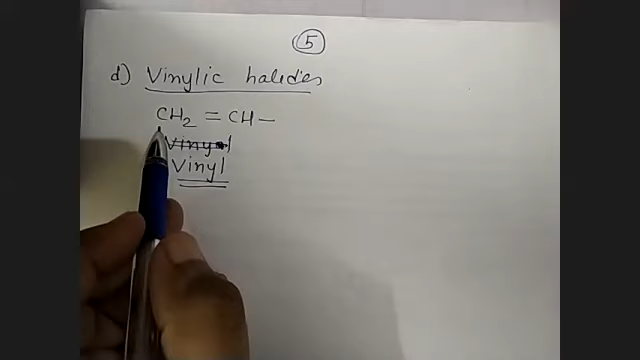 5
d) Vinylic halides
CH₂ = CH –
Vinyl
Vinyl